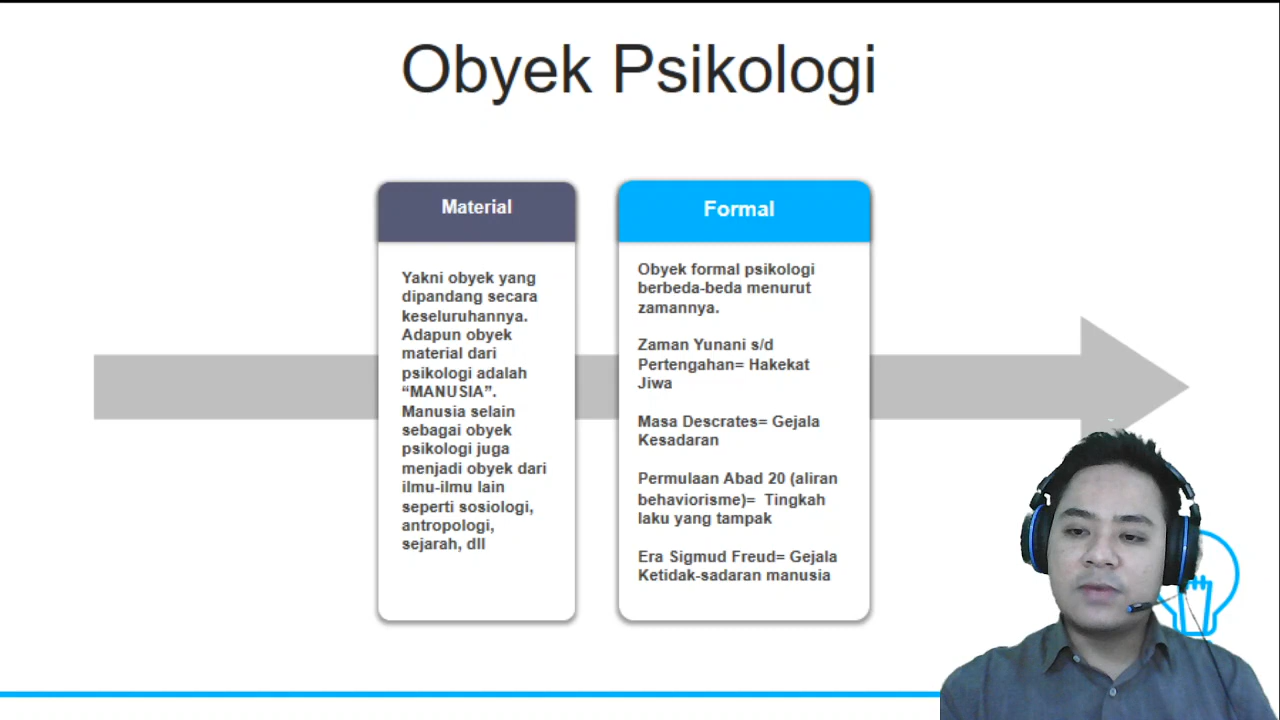 Obyek Psikologi
Material
Yakni obyek yang
dipandang secara
keseluruhannya.
Adapun obyek
material dari
psikologi adalah
“MANUSIA”.
Manusia selain
sebagai obyek
psikologi juga
menjadi obyek dari
ilmu-ilmu lain
seperti sosiologi,
antropologi,
sejarah, dll
Formal
Obyek formal psikologi
berbeda-beda menurut
zamannya.
Zaman Yunani s/d
Pertengahan= Hakekat
Jiwa
Masa Descrates= Gejala
Kesadaran
Permulaan Abad 20 (aliran
behaviorisme)= Tingkah
laku yang tampak
Era Sigmud Freud= Gejala
Ketidak-sadaran manusia